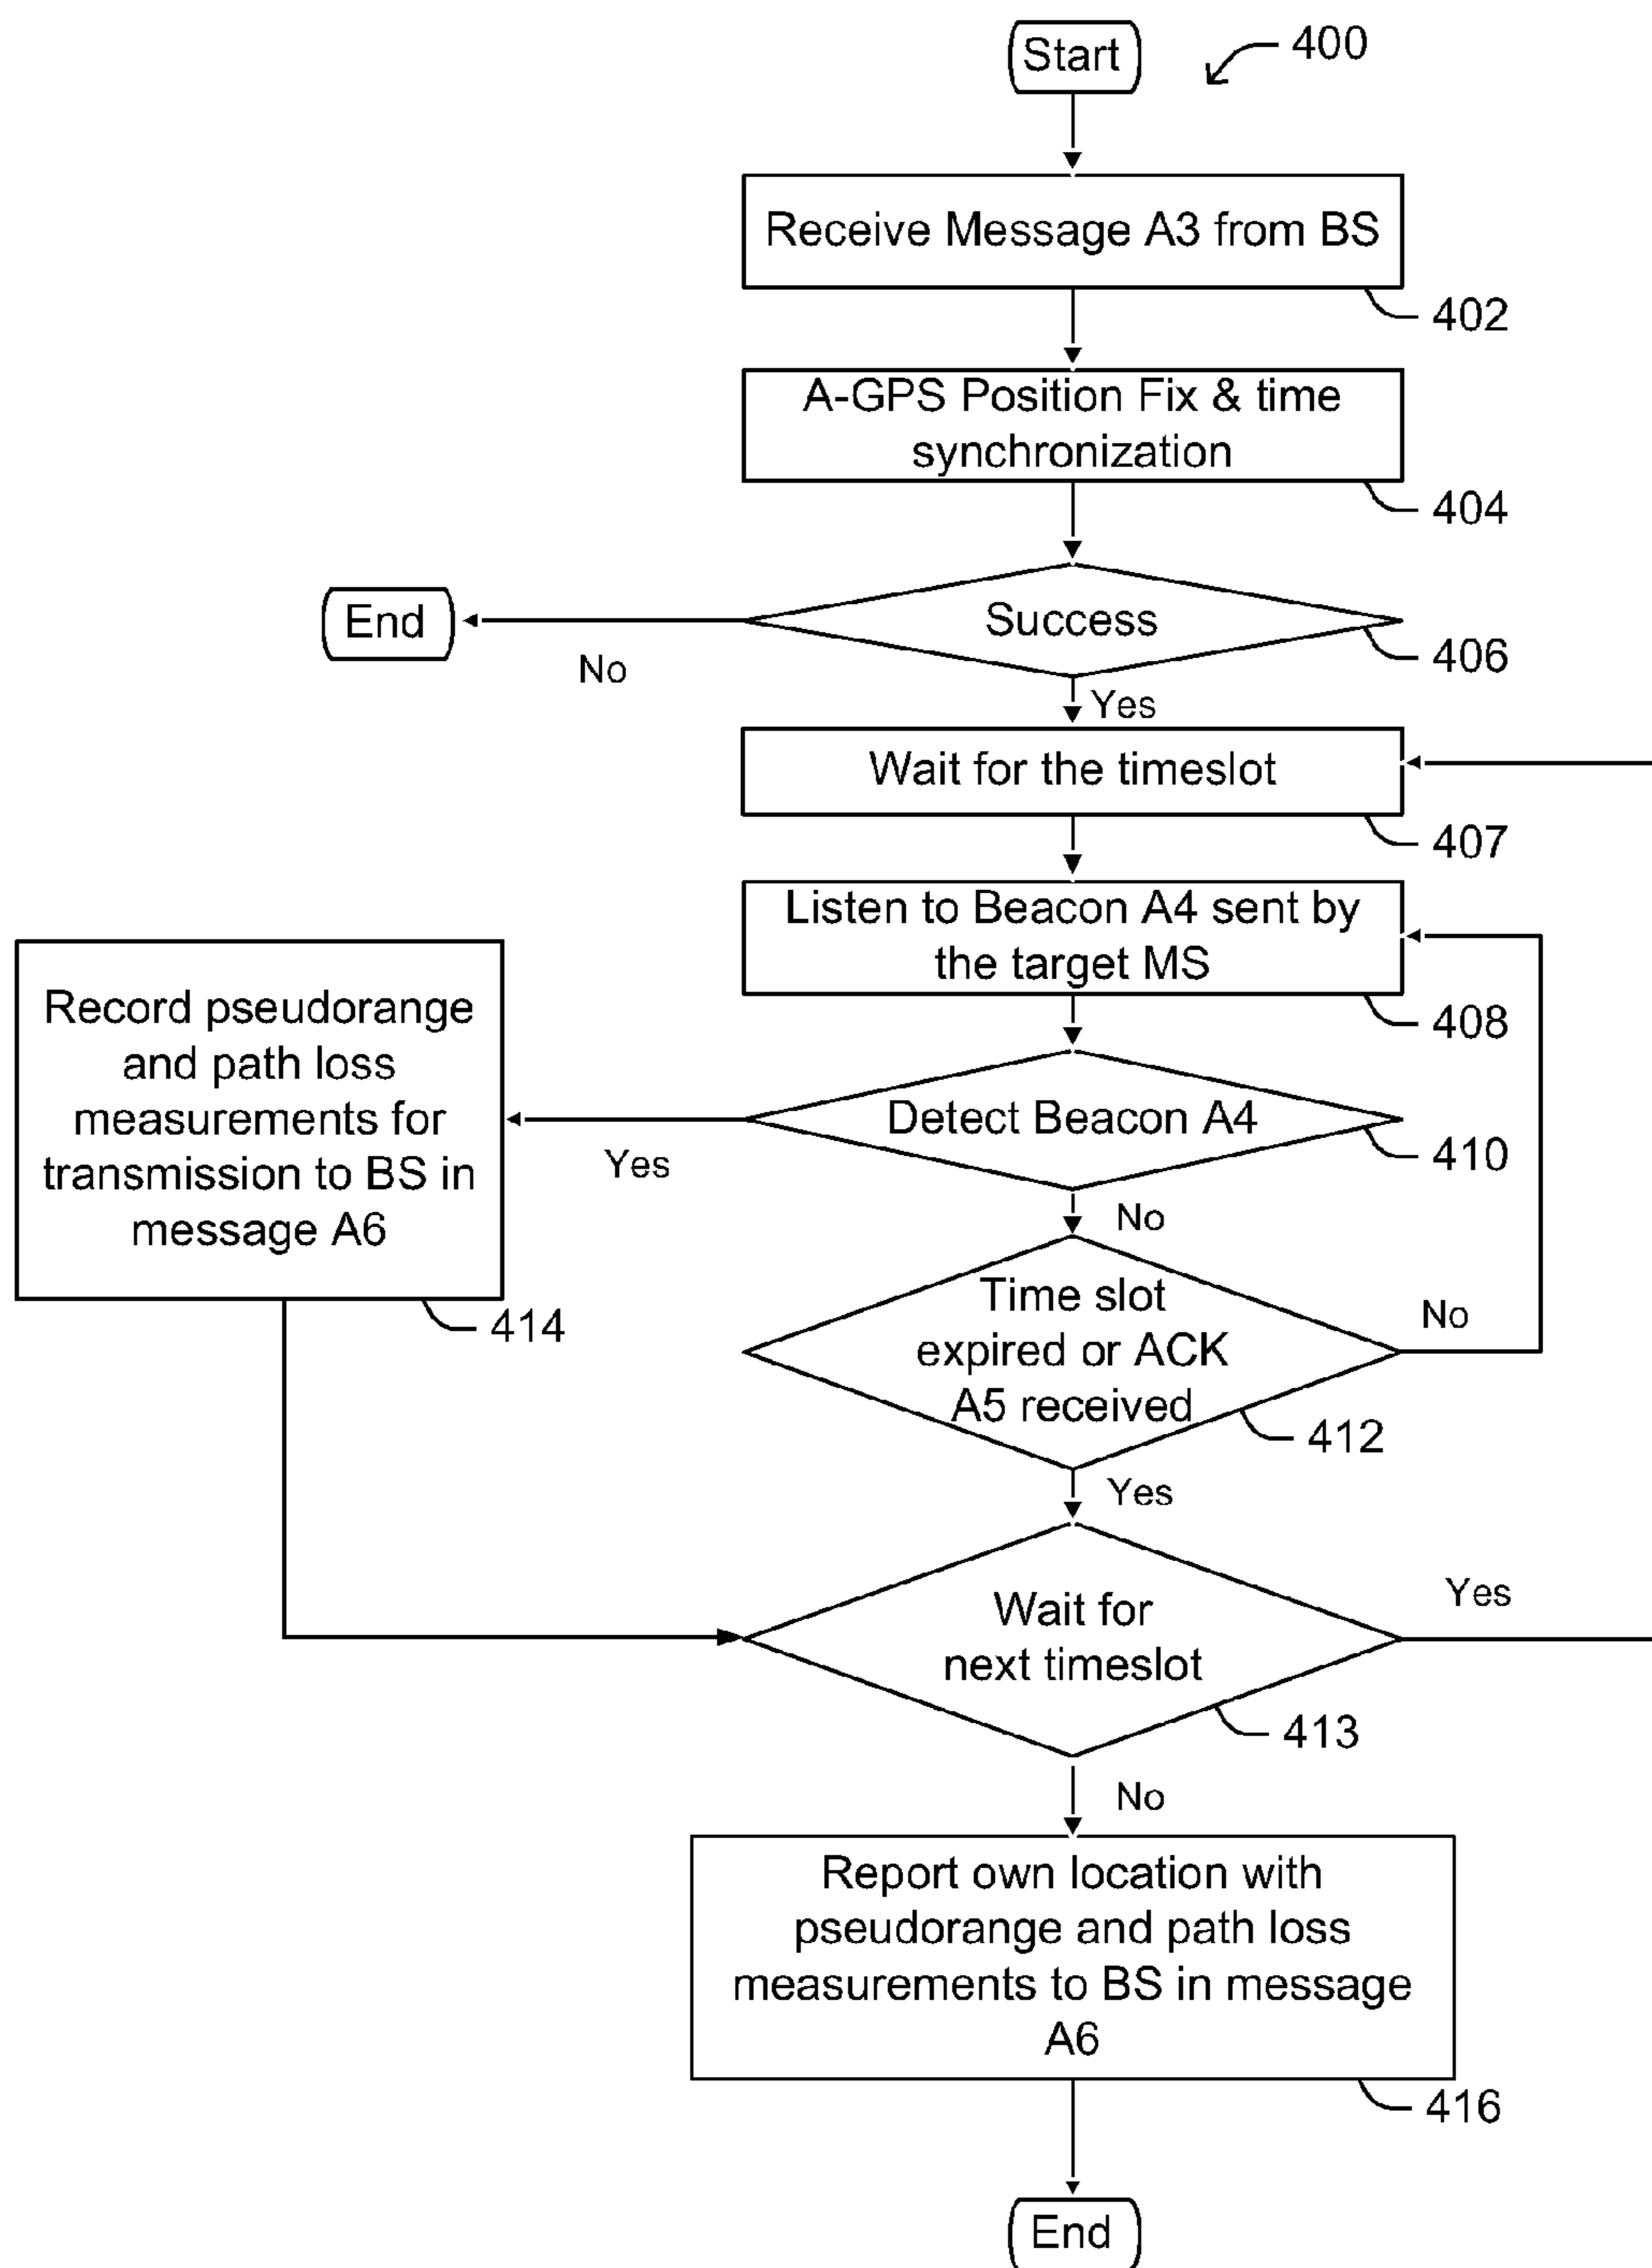 Start
400
Receive Message A3 from BS
402
A-GPS Position Fix & time
synchronization
404
Success
406
End
No
Yes
Wait for the timeslot
407
Listen to Beacon A4 sent by
the target MS
408
Detect Beacon A4
410
Yes
No
Record pseudorange
and path loss
measurements for
transmission to BS in
message A6
414
Time slot
expired or ACK
A5 received
412
No
Yes
Wait for
next timeslot
413
Yes
No
Report own location with
pseudorange and path loss
measurements to BS in message
A6
416
End